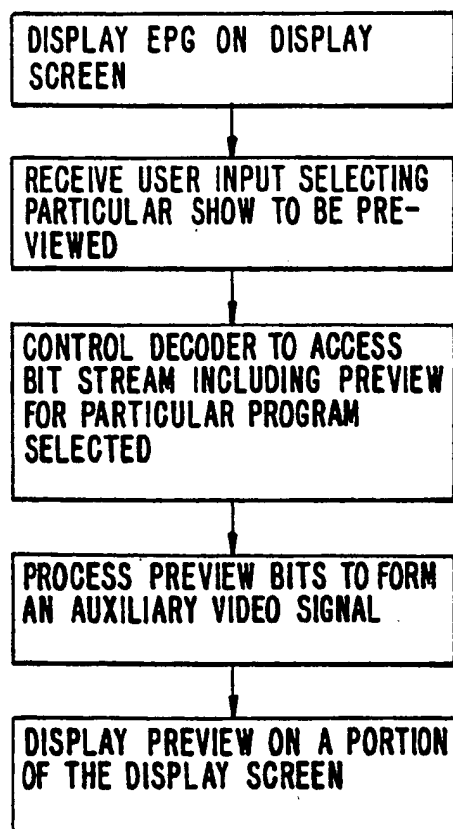 DISPLAY EPG ON DISPLAY
SCREEN
RECEIVE USER INPUT SELECTING
PARTICULAR SHOW TO BE PRE-
VIEWED
CONTROL DECODER TO ACCESS
BIT STREAM INCLUDING PREVIEW
FOR PARTICULAR PROGRAM
SELECTED
PROCESS PREVIEW BITS TO FORM
AN AUXILIARY VIDEO SIGNAL
DISPLAY PREVIEW ON A PORTION
OF THE DISPLAY SCREEN